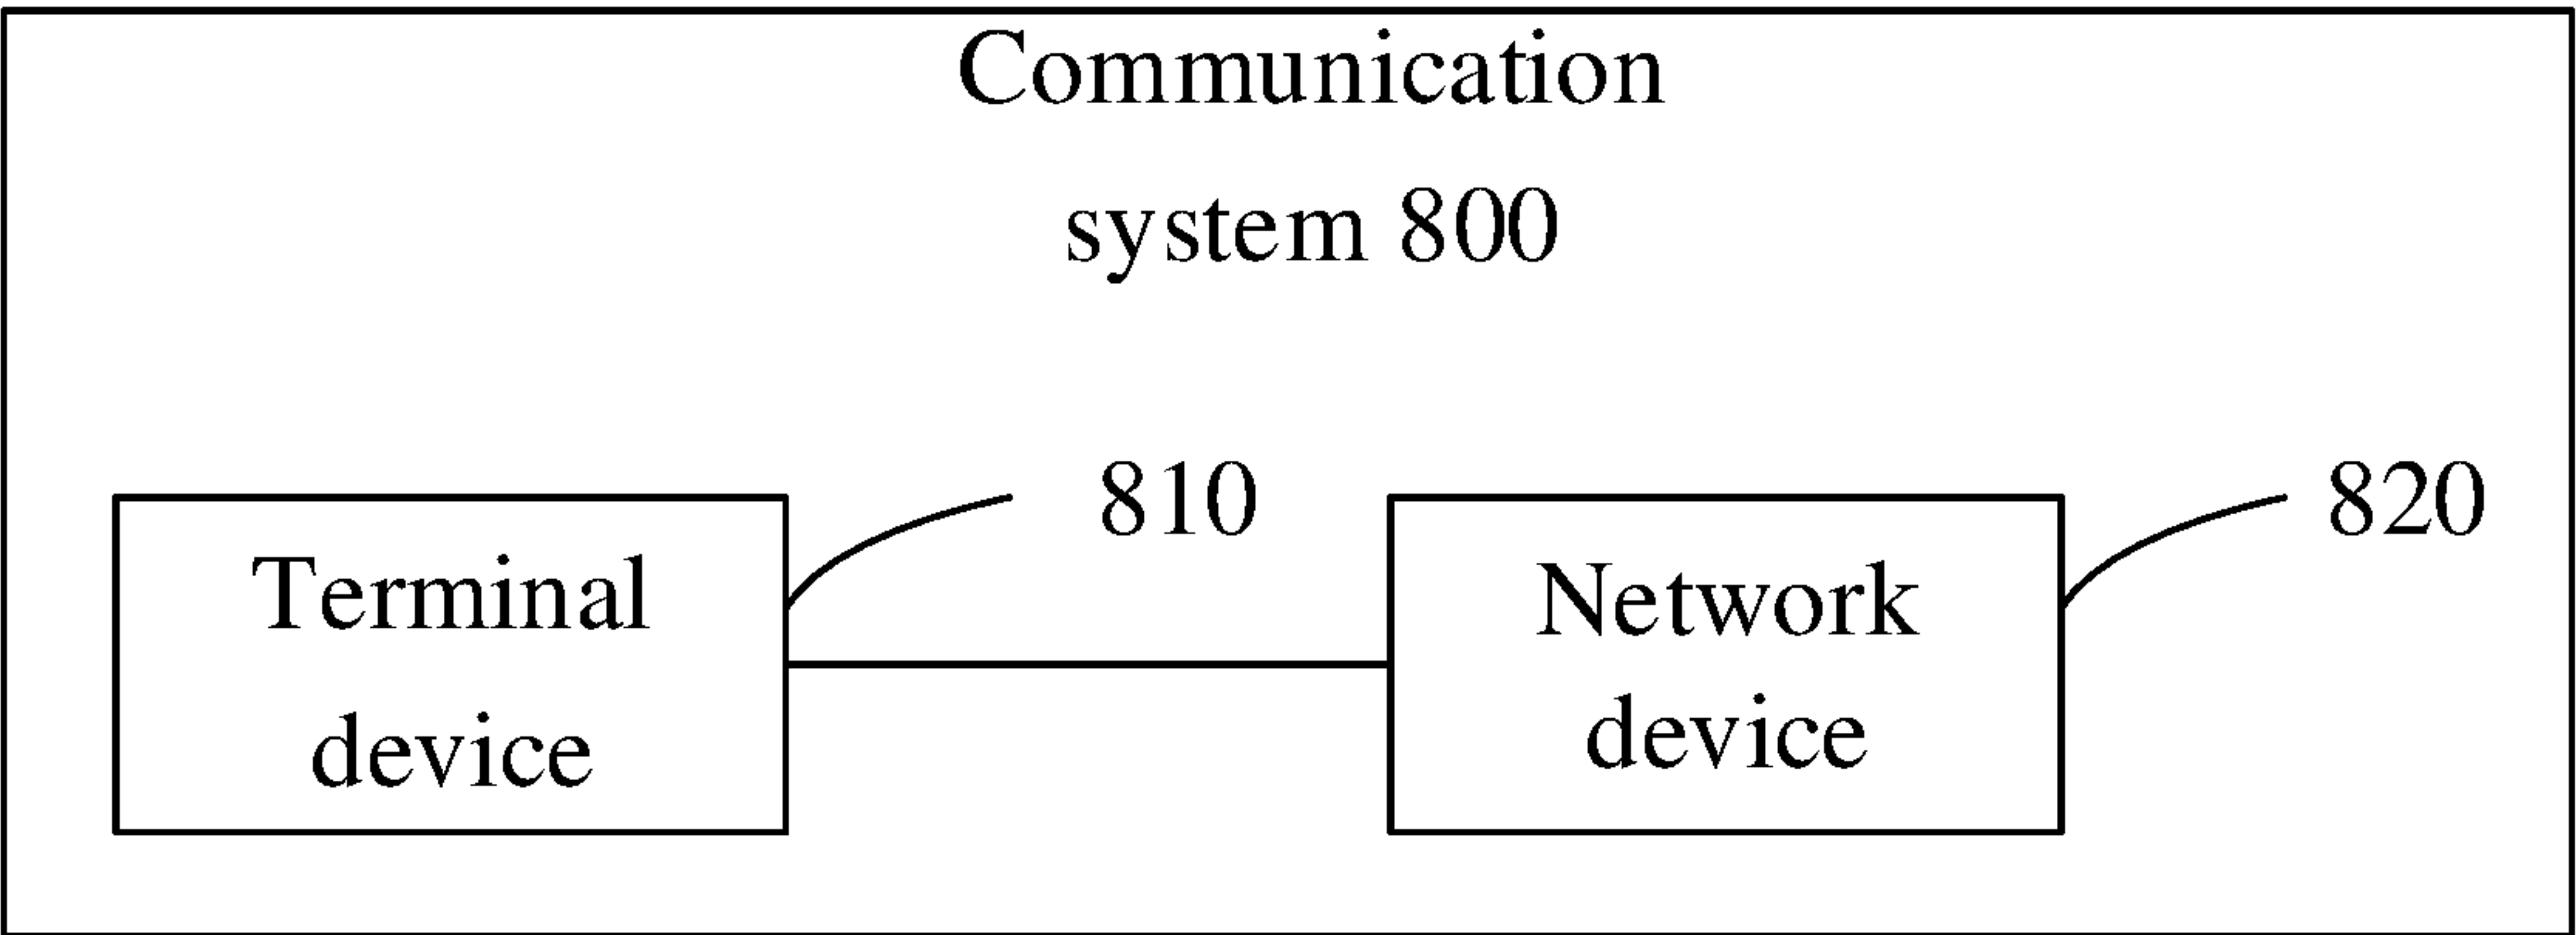 Communication
system 800
810
820
Terminal
device
Network
device